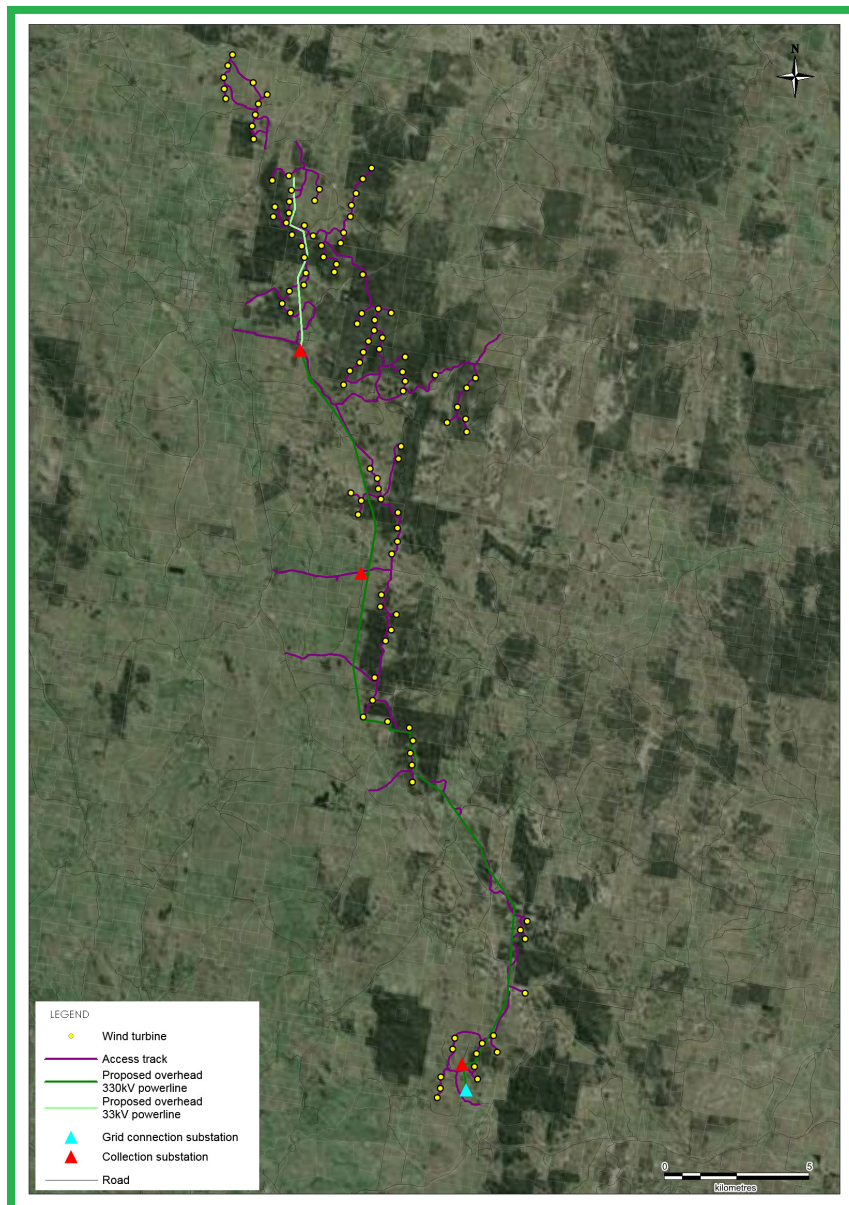 N
LEGEND
Wind turbine
Access track
Proposed overhead
330kV powerline
Proposed overhead
33kV powerline
Grid connection substation
Collection substation
Road
0 5
kilometres